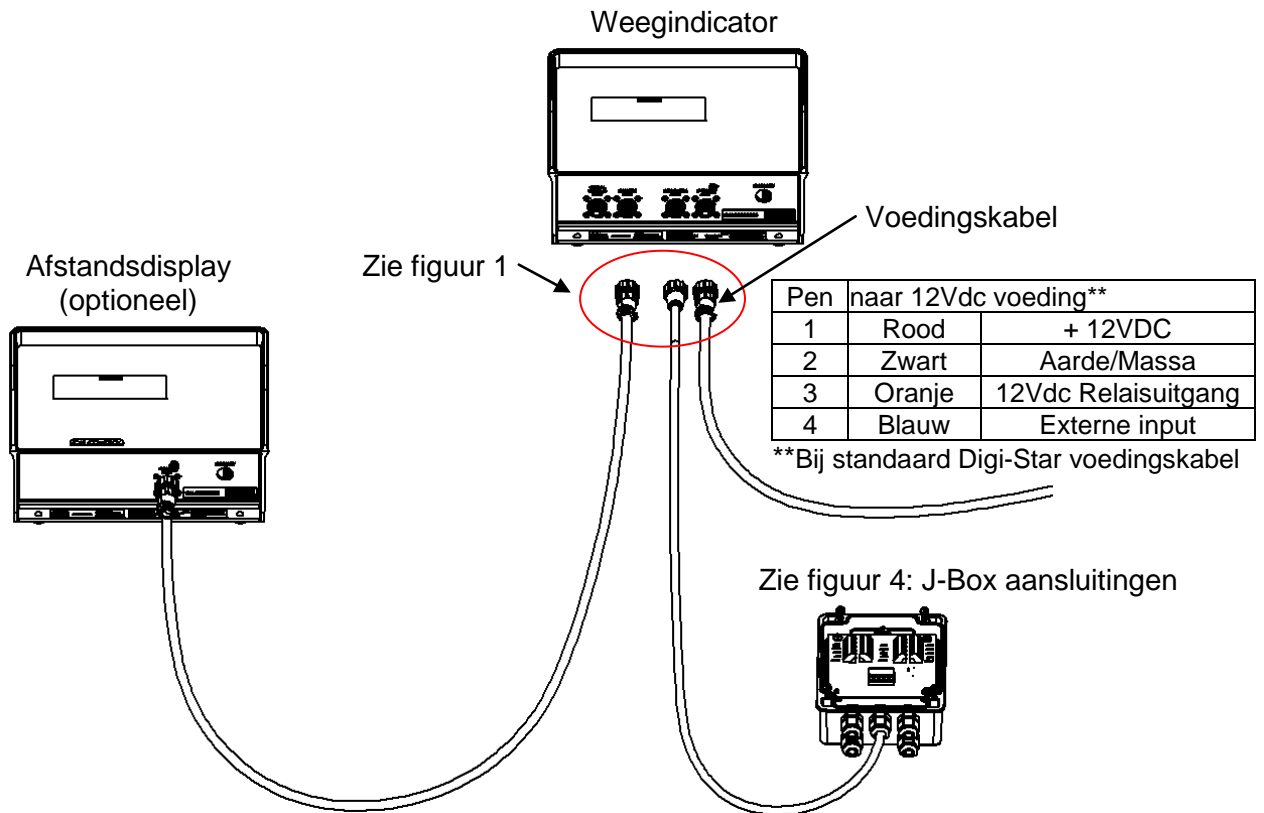 Weegindicator
Voedingskabel
Zie figuur 1
Afstandsdisplay
(optioneel)
Pen naar 12Vdc voeding**
1 Rood + 12VDC
2 Zwart Aarde/Massa
3 Oranje 12Vdc Relaisuitgang
4 Blauw Externe input
**Bij standaard Digi-Star voedingskabel
Zie figuur 4: J-Box aansluitingen